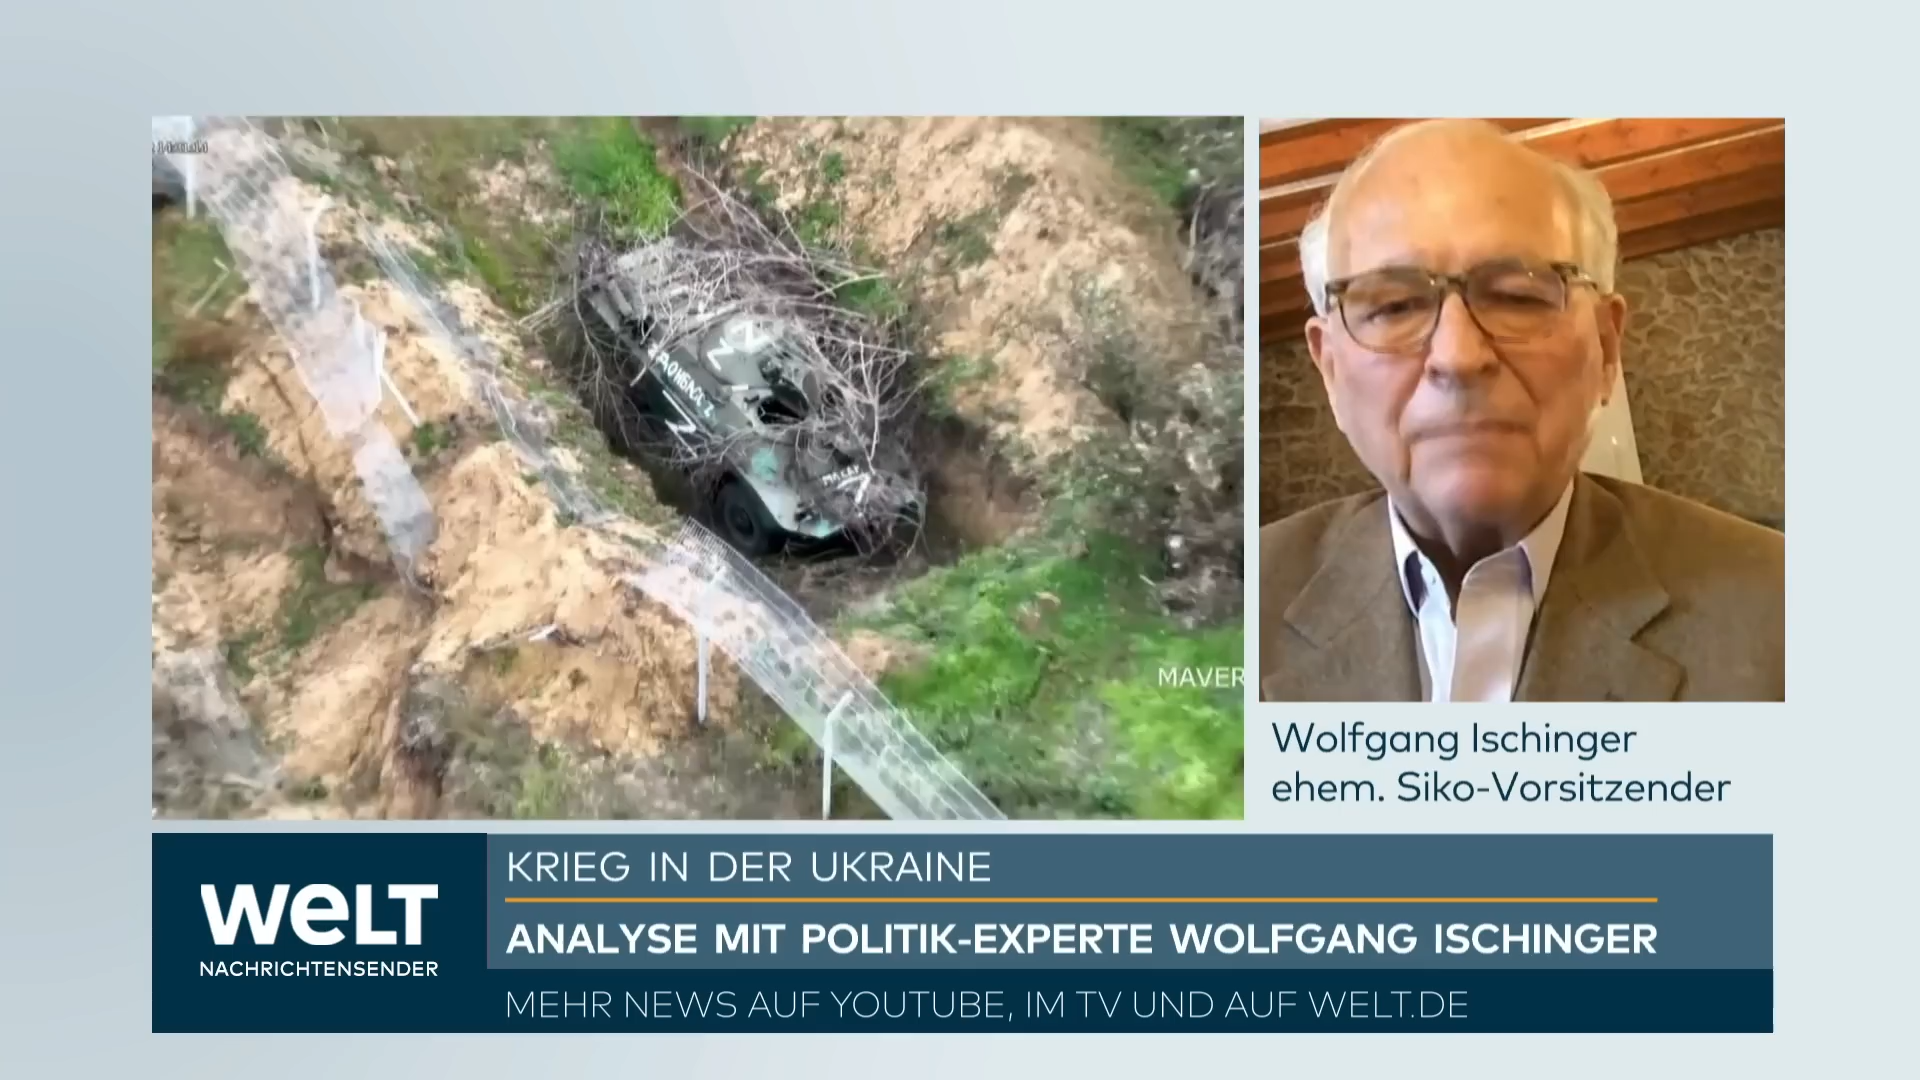 MAVER
Wolfgang Ischinger
ehem. Siko-Vorsitzender
WELT
NACHRICHTENSENDER
KRIEG IN DER UKRAINE
ANALYSE MIT POLITIK-EXPERTE WOLFGANG ISCHINGER
MEHR NEWS AUF YOUTUBE, IM TV UND AUF WELT.DE